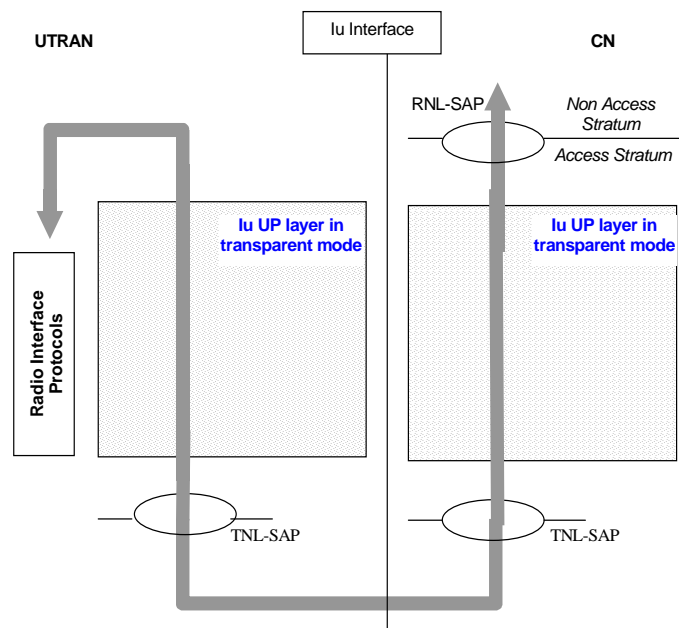 Iu Interface
UTRAN
CN
RNL-SAP
Non Access
Stratum
Access Stratum
Iu UP layer in
transparent mode
Iu UP layer in
transparent mode
Radio Interface
Protocols
TNL-SAP
TNL-SAP